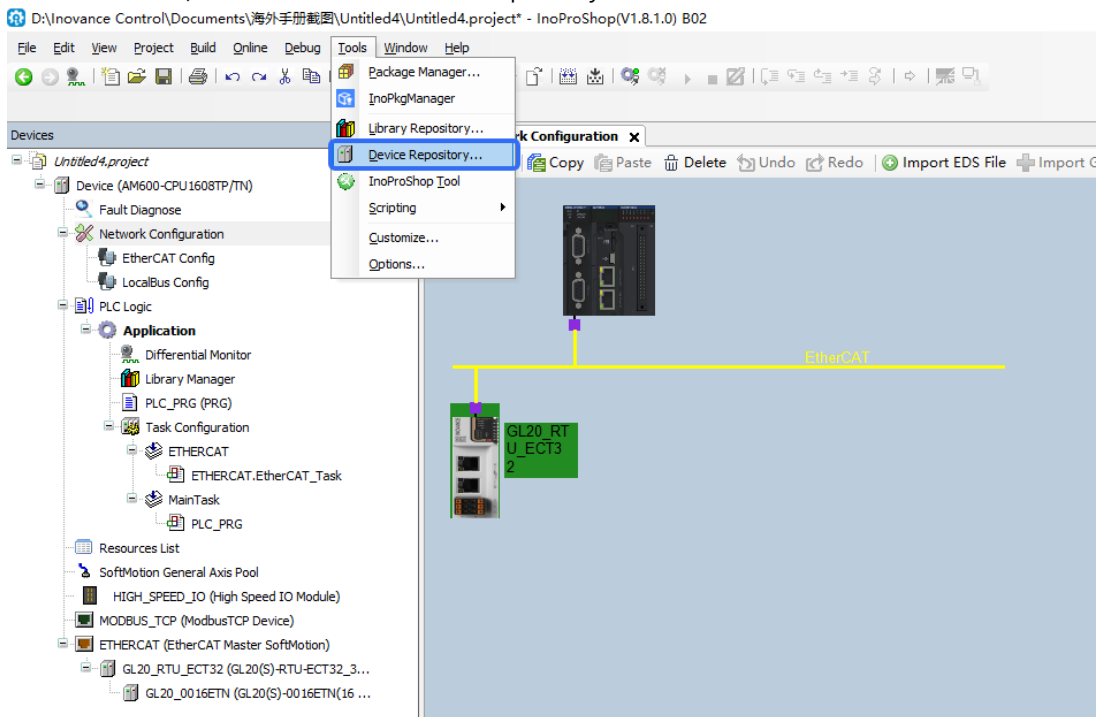 D:\Inovance Control\Documents\海外手册截图\Untitled4\Untitled4.project* - InoProShop(V1.8.1.0) B02
File Edit View Project Build Online Debug Tools Window Help
Package Manager...
InoPkgManager
Library Repository...
Device Repository...
InoProShop Tool
Scripting
Customize...
Options...
Devices
rk Configuration
Copy Paste Delete Undo Redo Import EDS File Import G
Untitled4.project
Device (AM600-CPU1608TP/TN)
Fault Diagnose
Network Configuration
EtherCAT Config
LocalBus Config
PLC Logic
Application
Differential Monitor
Library Manager
PLC_PRG (PRG)
Task Configuration
ETHERCAT
ETHERCAT.EtherCAT_Task
MainTask
PLC_PRG
Resources List
SoftMotion General Axis Pool
HIGH_SPEED_IO (High Speed IO Module)
MODBUS_TCP (ModbusTCP Device)
ETHERCAT (EtherCAT Master SoftMotion)
GL20_RTU_ECT32 (GL20(S)-RTU-ECT32_3...
GL20_0016ETN (GL20(S)-0016ETN(16 ...
EtherCAT
GL20_RT
U_ECT3
2